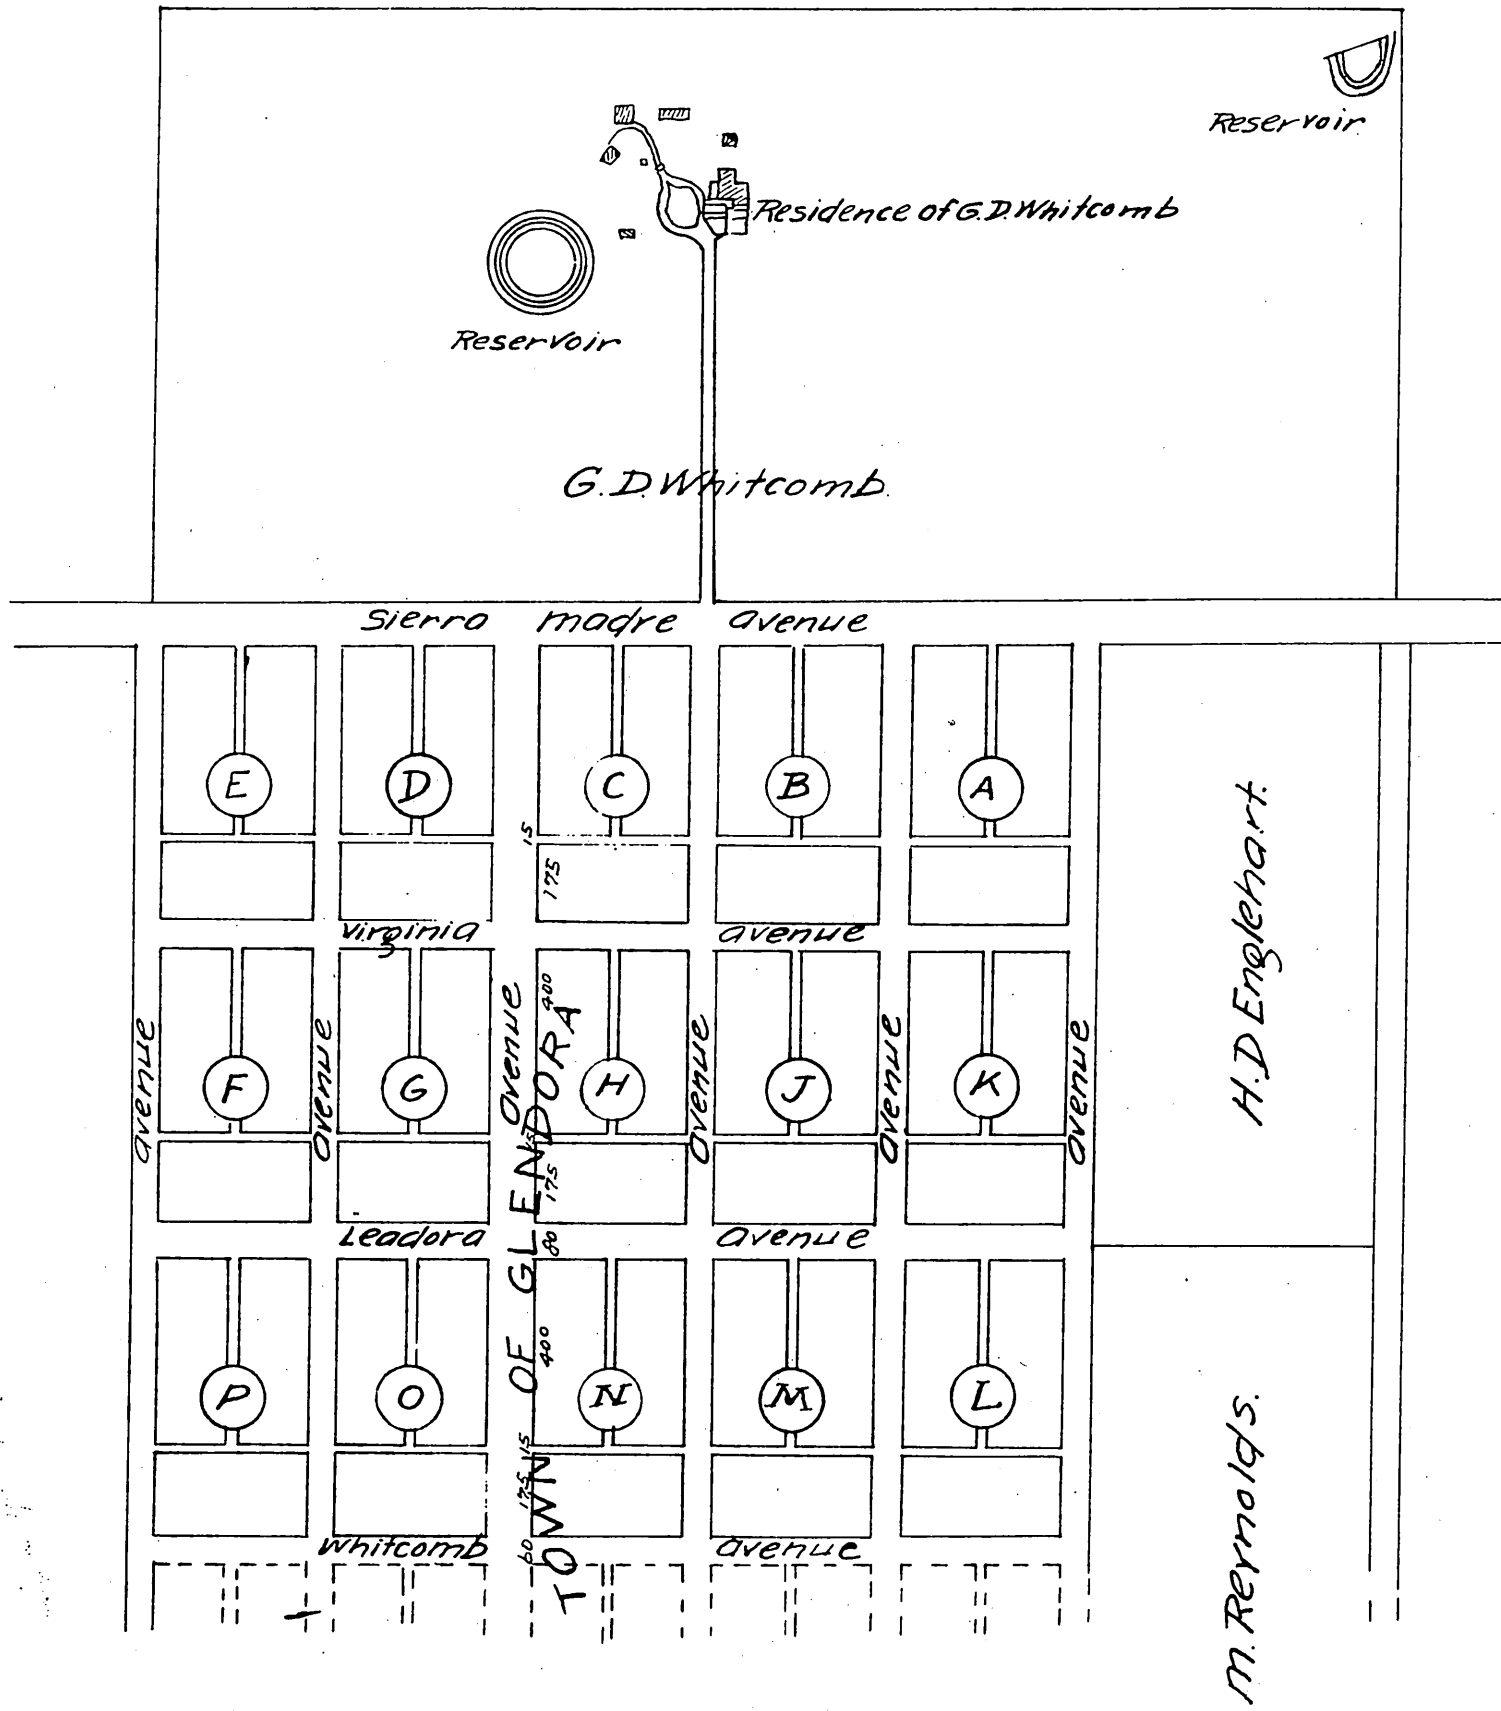 Reservoir
Residence of G.D. Whitcomb
Reservoir
G.D. Whitcomb.
Sierra madre avenue
E D C B A
15
175
Virginia avenue
400
avenue avenue avenue avenue avenue avenue
F G H J K
15
175
Leadora avenue
80
400
P O N M L
15
175
Whitcomb avenue
60
TOWN OF GLENDORA
H.D Englehart.
M. Reynolds.